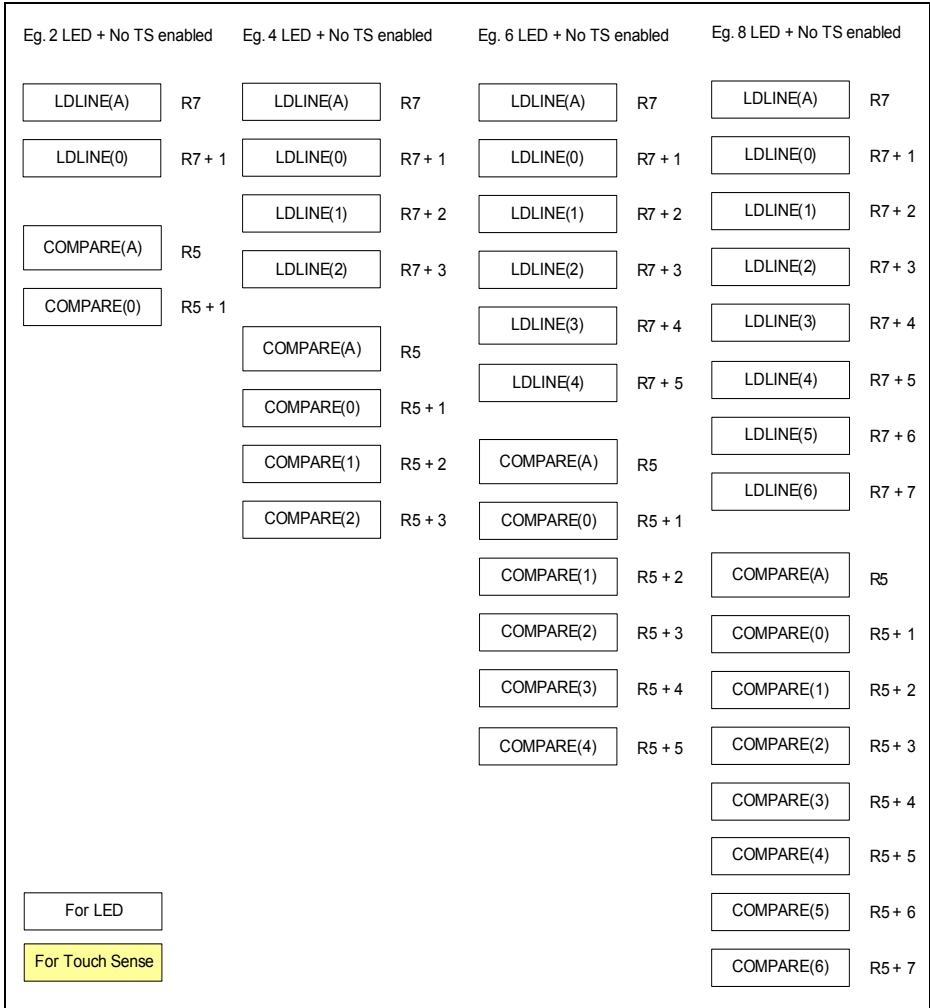 Eg. 2 LED + No TS enabled
LDLINE(A) R7
LDLINE(0) R7 + 1
COMPARE(A) R5
COMPARE(0) R5 + 1
Eg. 4 LED + No TS enabled
LDLINE(A) R7
LDLINE(0) R7 + 1
LDLINE(1) R7 + 2
LDLINE(2) R7 + 3
COMPARE(A) R5
COMPARE(0) R5 + 1
COMPARE(1) R5 + 2
COMPARE(2) R5 + 3
Eg. 6 LED + No TS enabled
LDLINE(A) R7
LDLINE(0) R7 + 1
LDLINE(1) R7 + 2
LDLINE(2) R7 + 3
LDLINE(3) R7 + 4
LDLINE(4) R7 + 5
COMPARE(A) R5
COMPARE(0) R5 + 1
COMPARE(1) R5 + 2
COMPARE(2) R5 + 3
COMPARE(3) R5 + 4
COMPARE(4) R5 + 5
Eg. 8 LED + No TS enabled
LDLINE(A) R7
LDLINE(0) R7 + 1
LDLINE(1) R7 + 2
LDLINE(2) R7 + 3
LDLINE(3) R7 + 4
LDLINE(4) R7 + 5
LDLINE(5) R7 + 6
LDLINE(6) R7 + 7
COMPARE(A) R5
COMPARE(0) R5 + 1
COMPARE(1) R5 + 2
COMPARE(2) R5 + 3
COMPARE(3) R5 + 4
COMPARE(4) R5 + 5
COMPARE(5) R5 + 6
COMPARE(6) R5 + 7
For LED
For Touch Sense